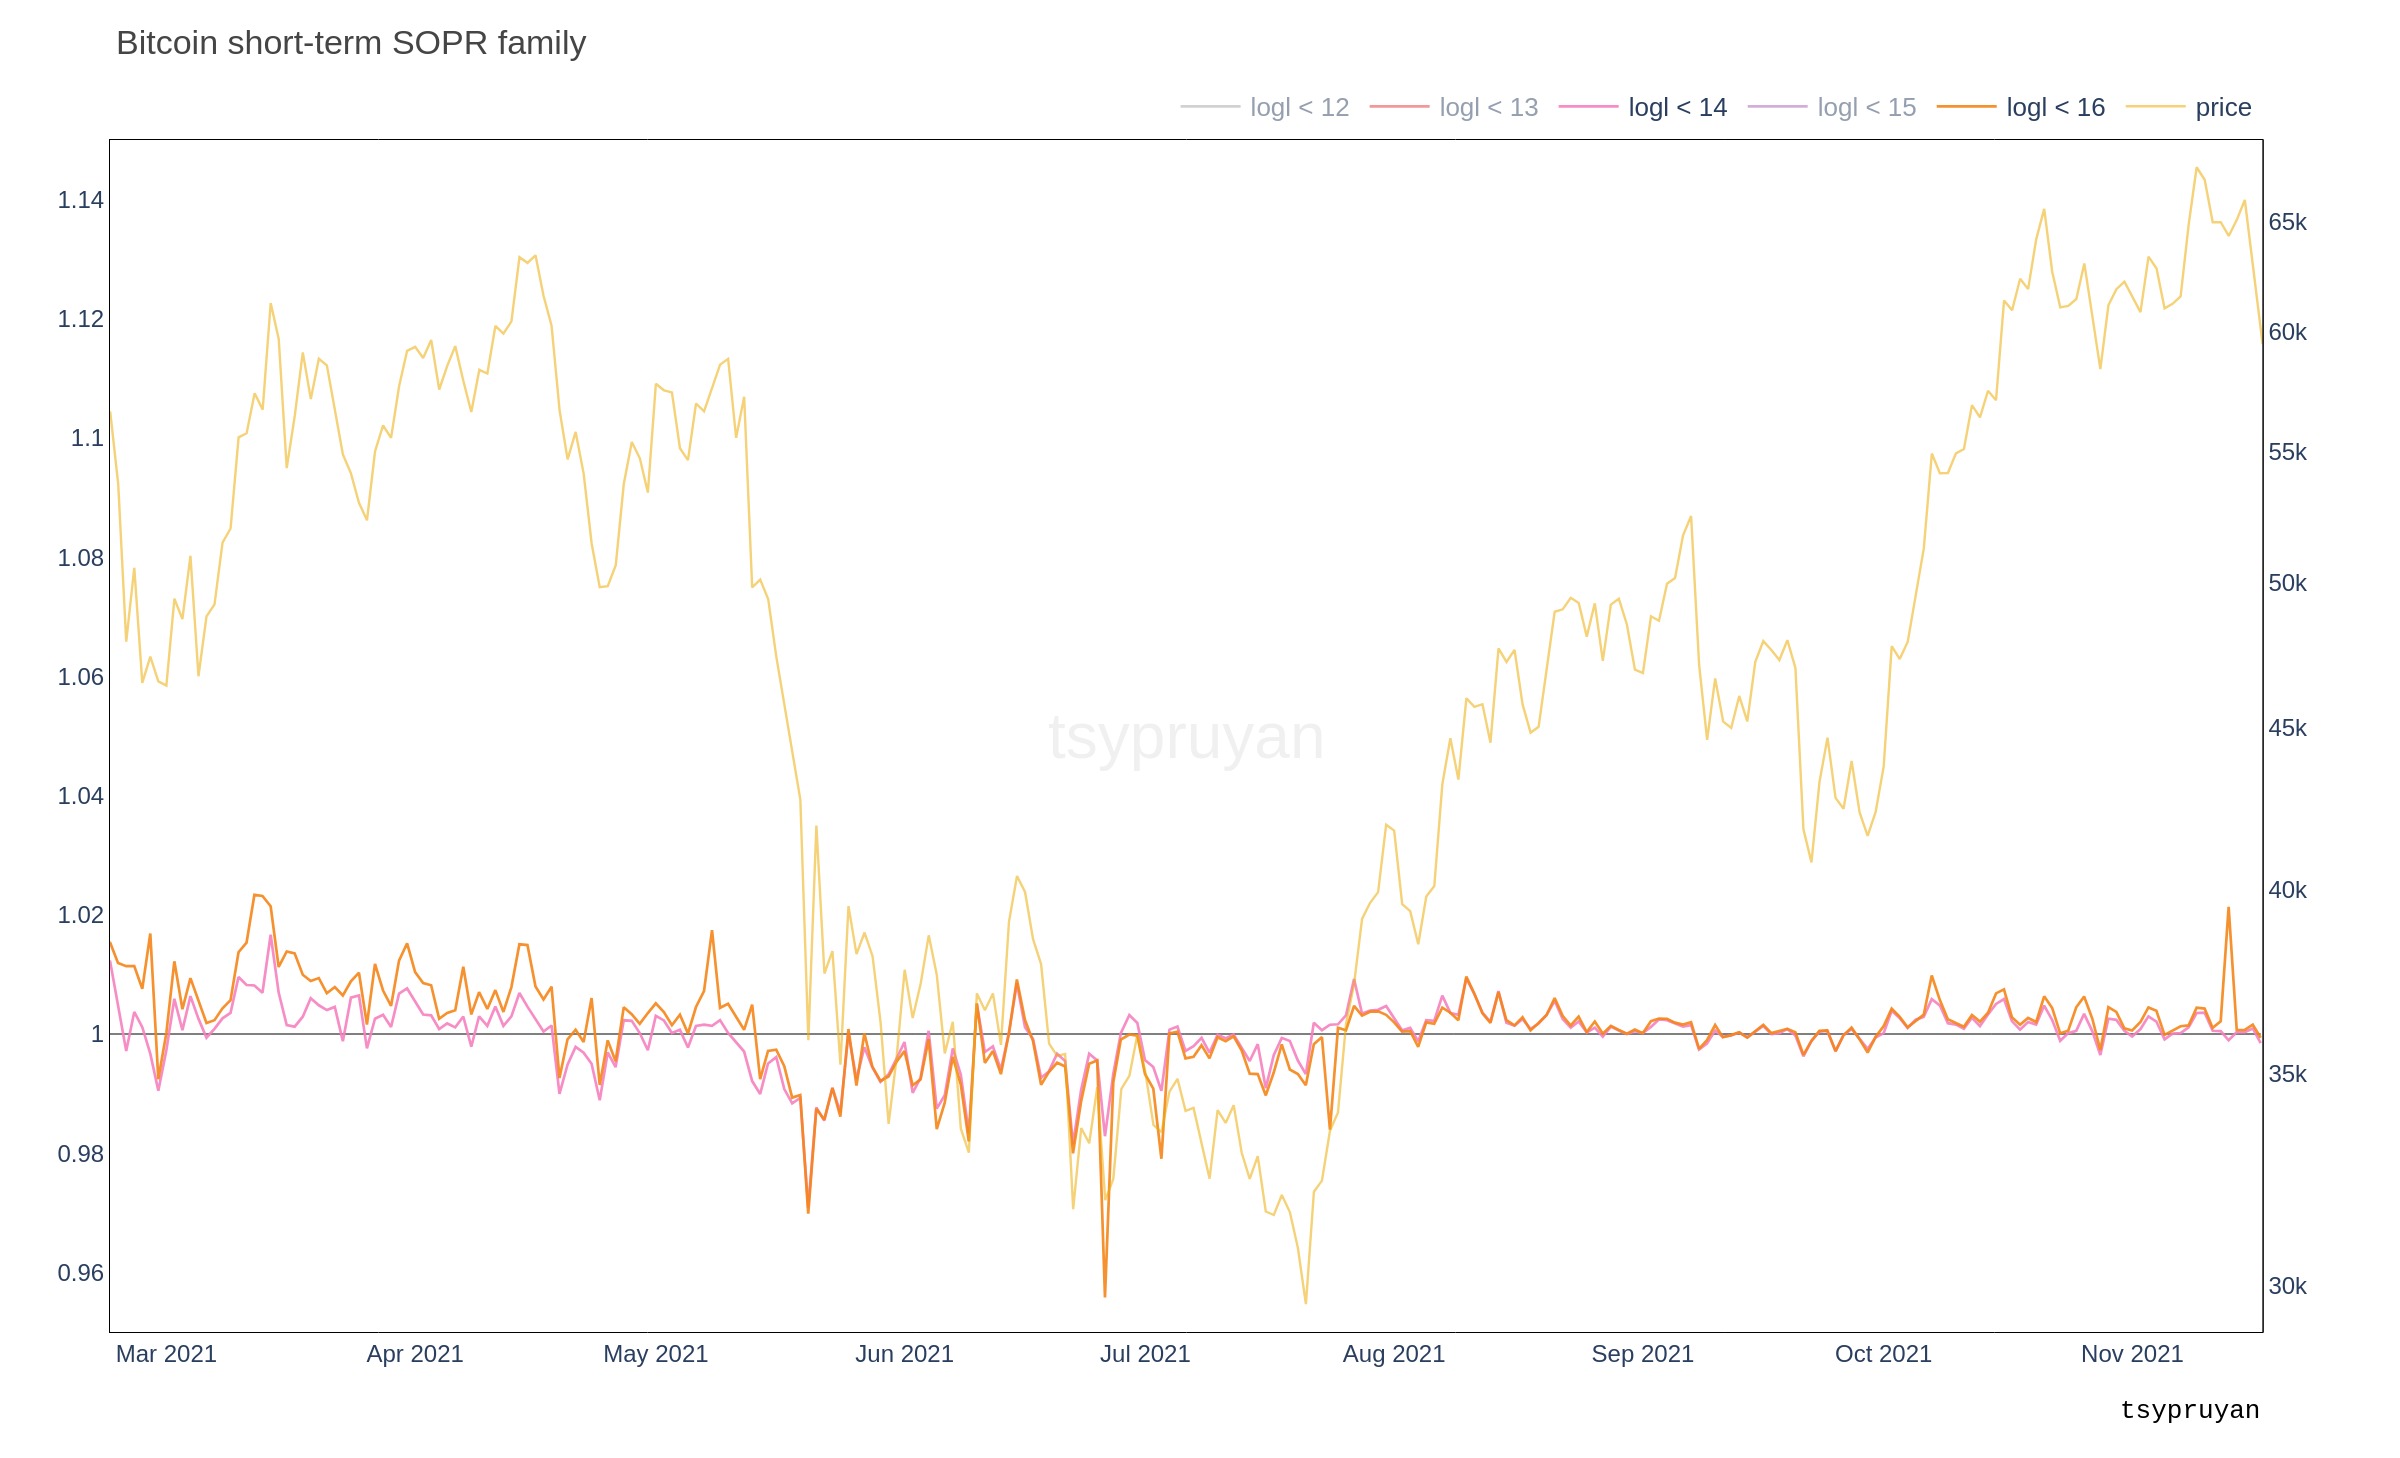 Bitcoin short-term SOPR family
logl < 12 logl < 13 logl < 14 logl < 15 logl < 16 price
1.14
65k
1.12
60k
1.1
55k
1.08
50k
1.06
45k
tsypruyan
1.04
40k
1.02
1
35k
0.98
0.96
30k
Mar 2021 Apr 2021 May 2021 Jun 2021 Jul 2021 Aug 2021 Sep 2021 Oct 2021 Nov 2021
tsypruyan